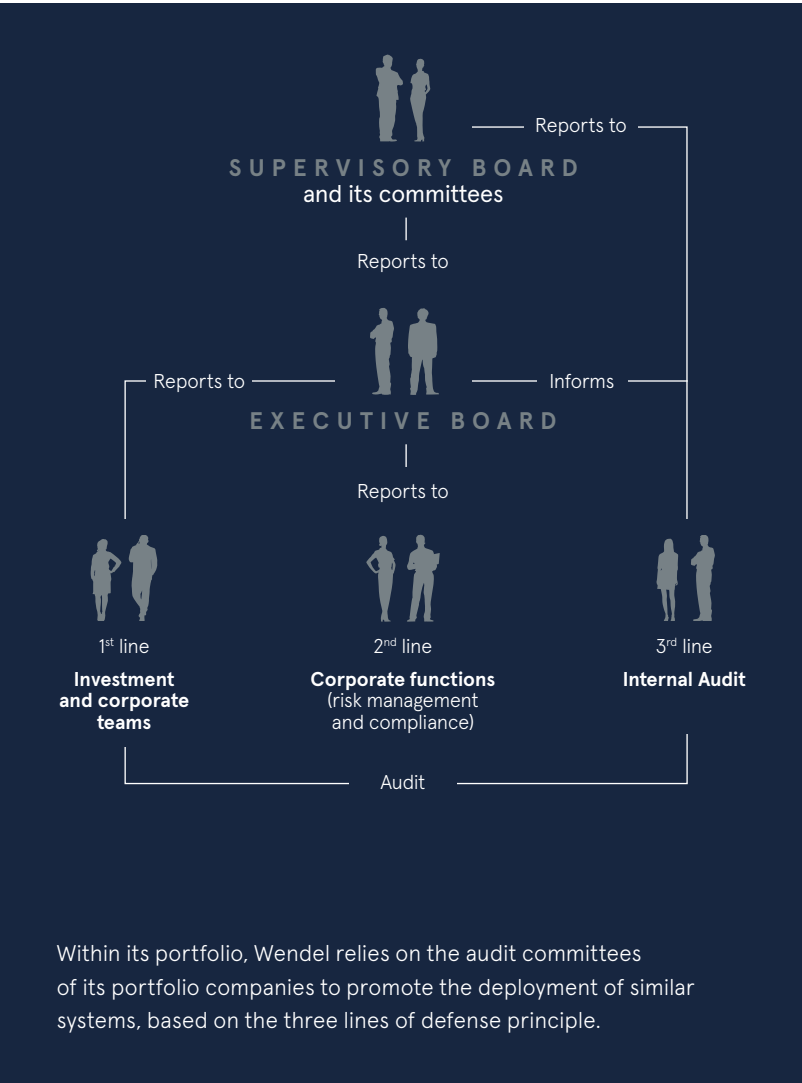 Reports to
SUPERVISORY BOARD
and its committees
Reports to
Reports to
Informs
EXECUTIVE BOARD
Reports to
1st line
2nd line
3rd line
Investment
and corporate
teams
Corporate functions
(risk management
and compliance)
Internal Audit
Audit
Within its portfolio, Wendel relies on the audit committees
of its portfolio companies to promote the deployment of similar
systems, based on the three lines of defense principle.